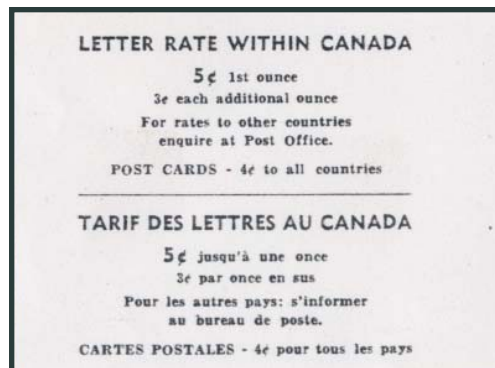 LETTER RATE WITHIN CANADA
5¢ 1st ounce
3¢ each additional ounce
For rates to other countries
enquire at Post Office.
POST CARDS - 4¢ to all countries
TARIF DES LETTRES AU CANADA
5¢ jusqu'à une once
3¢ par once en sus
Pour les autres pays: s'informer
au bureau de poste.
CARTES POSTALES - 4¢ pour tous les pays